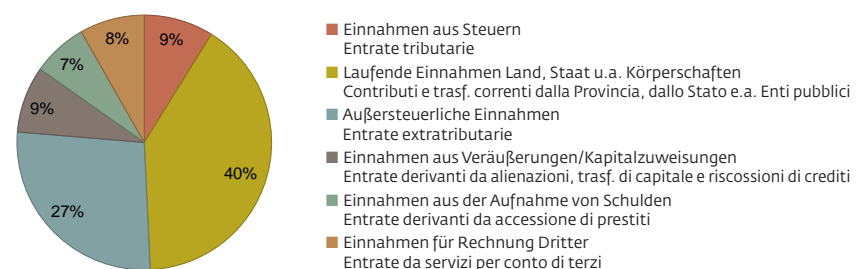 8%
9%
7%
9%
40%
27%
Einnahmen aus Steuern
Entrate tributarie
Laufende Einnahmen Land, Staat u.a. Körperschaften
Contributi e trasf. correnti dalla Provincia, dallo Stato e.a. Enti pubblici
Außersteuerliche Einnahmen
Entrate extratributarie
Einnahmen aus Veräußerungen/Kapitalzuweisungen
Entrate derivanti da alienazioni, trasf. di capitale e riscossioni di crediti
Einnahmen aus der Aufnahme von Schulden
Entrate derivanti da accessione di prestiti
Einnahmen für Rechnung Dritter
Entrate da servizi per conto di terzi